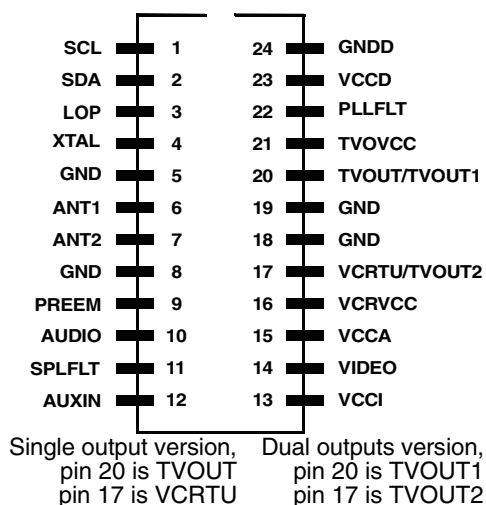 SCL 1 24 GNDD
SDA 2 23 VCCD
LOP 3 22 PLLFLT
XTAL 4 21 TVOVCC
GND 5 20 TVOUT/TVOUT1
ANT1 6 19 GND
ANT2 7 18 GND
GND 8 17 VCRTU/TVOUT2
PREEM 9 16 VCRVCC
AUDIO 10 15 VCCA
SPLFLT 11 14 VIDEO
AUXIN 12 13 VCCI
Single output version, Dual outputs version,
pin 20 is TVOUT pin 20 is TVOUT1
pin 17 is VCRTU pin 17 is TVOUT2